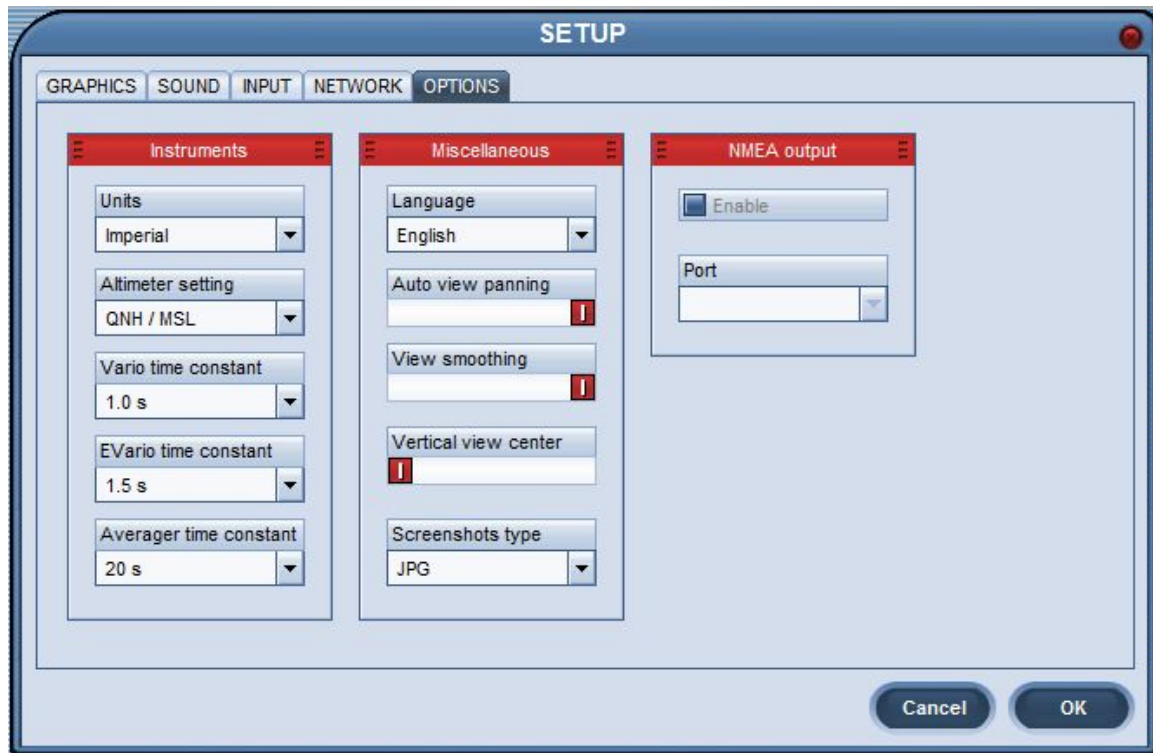 SETUP
GRAPHICS SOUND INPUT NETWORK OPTIONS
Instruments
Units
Imperial
Altimeter setting
QNH / MSL
Vario time constant
1.0 s
EVario time constant
1.5 s
Averager time constant
20 s
Miscellaneous
Language
English
Auto view panning
View smoothing
Vertical view center
Screenshots type
JPG
NMEA output
Enable
Port
Cancel OK